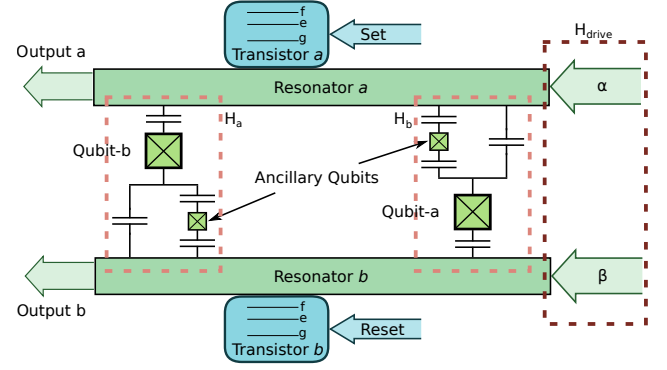 f
e
g
Transistor a
Set
H_drive
Output a
Resonator a
α
H_a
H_b
Qubit-b
Ancillary Qubits
Qubit-a
Resonator b
β
Output b
f
e
g
Transistor b
Reset